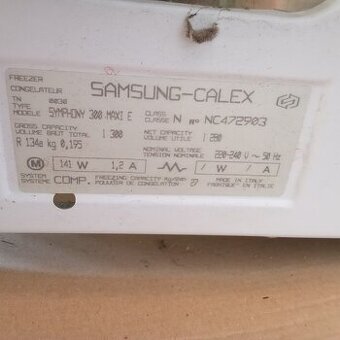 FREEZER
CONGELATEUR
SAMSUNG-CALEX
TN 0030
TYPE
MODELE SYMPHONY 300 MAXI E
CLASS
CLASSE N N° NC472903
GROSS CAPACITY
VOLUME BRUT TOTAL l 300
NET CAPACITY
VOLUME UTILE l 280
R 134a kg 0,195
NOMINAL VOLTAGE
TENSION NOMINALE 220-240 V ~ 50 Hz
M 141 W 1,2 A / W / A
SYSTEM
SYSTEME COMP.
FREEZING CAPACITY Kg/24h
POUVOIR DE CONGELATION 27
MADE IN ITALY
FABRIQUE EN ITALIE